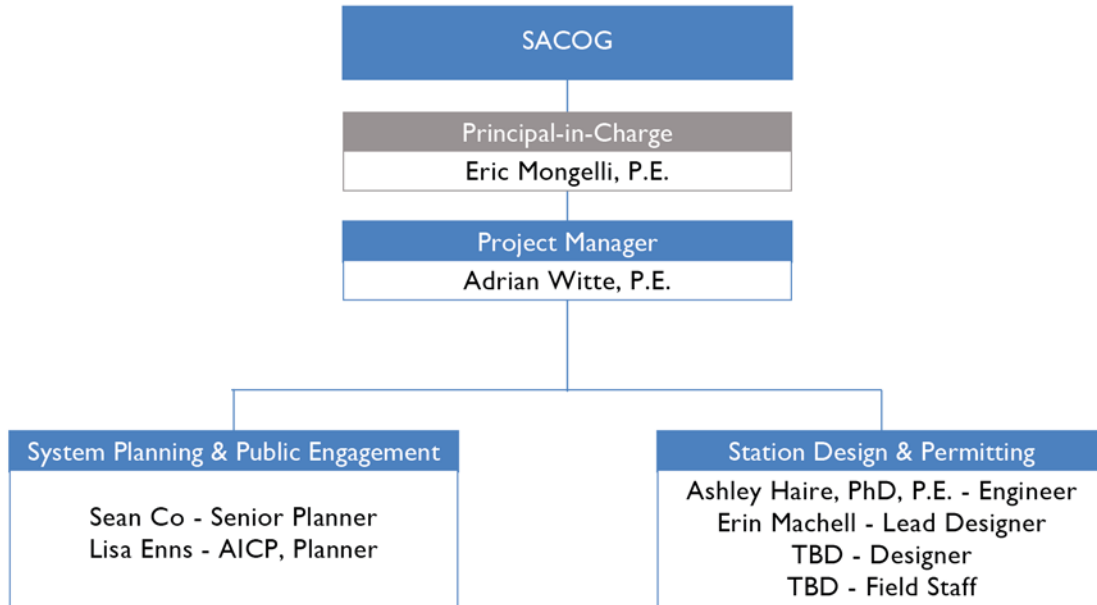 SACOG
Principal-in-Charge
Eric Mongelli, P.E.
Project Manager
Adrian Witte, P.E.
System Planning & Public Engagement
Sean Co - Senior Planner
Lisa Enns - AICP, Planner
Station Design & Permitting
Ashley Haire, PhD, P.E. - Engineer
Erin Machell - Lead Designer
TBD - Designer
TBD - Field Staff